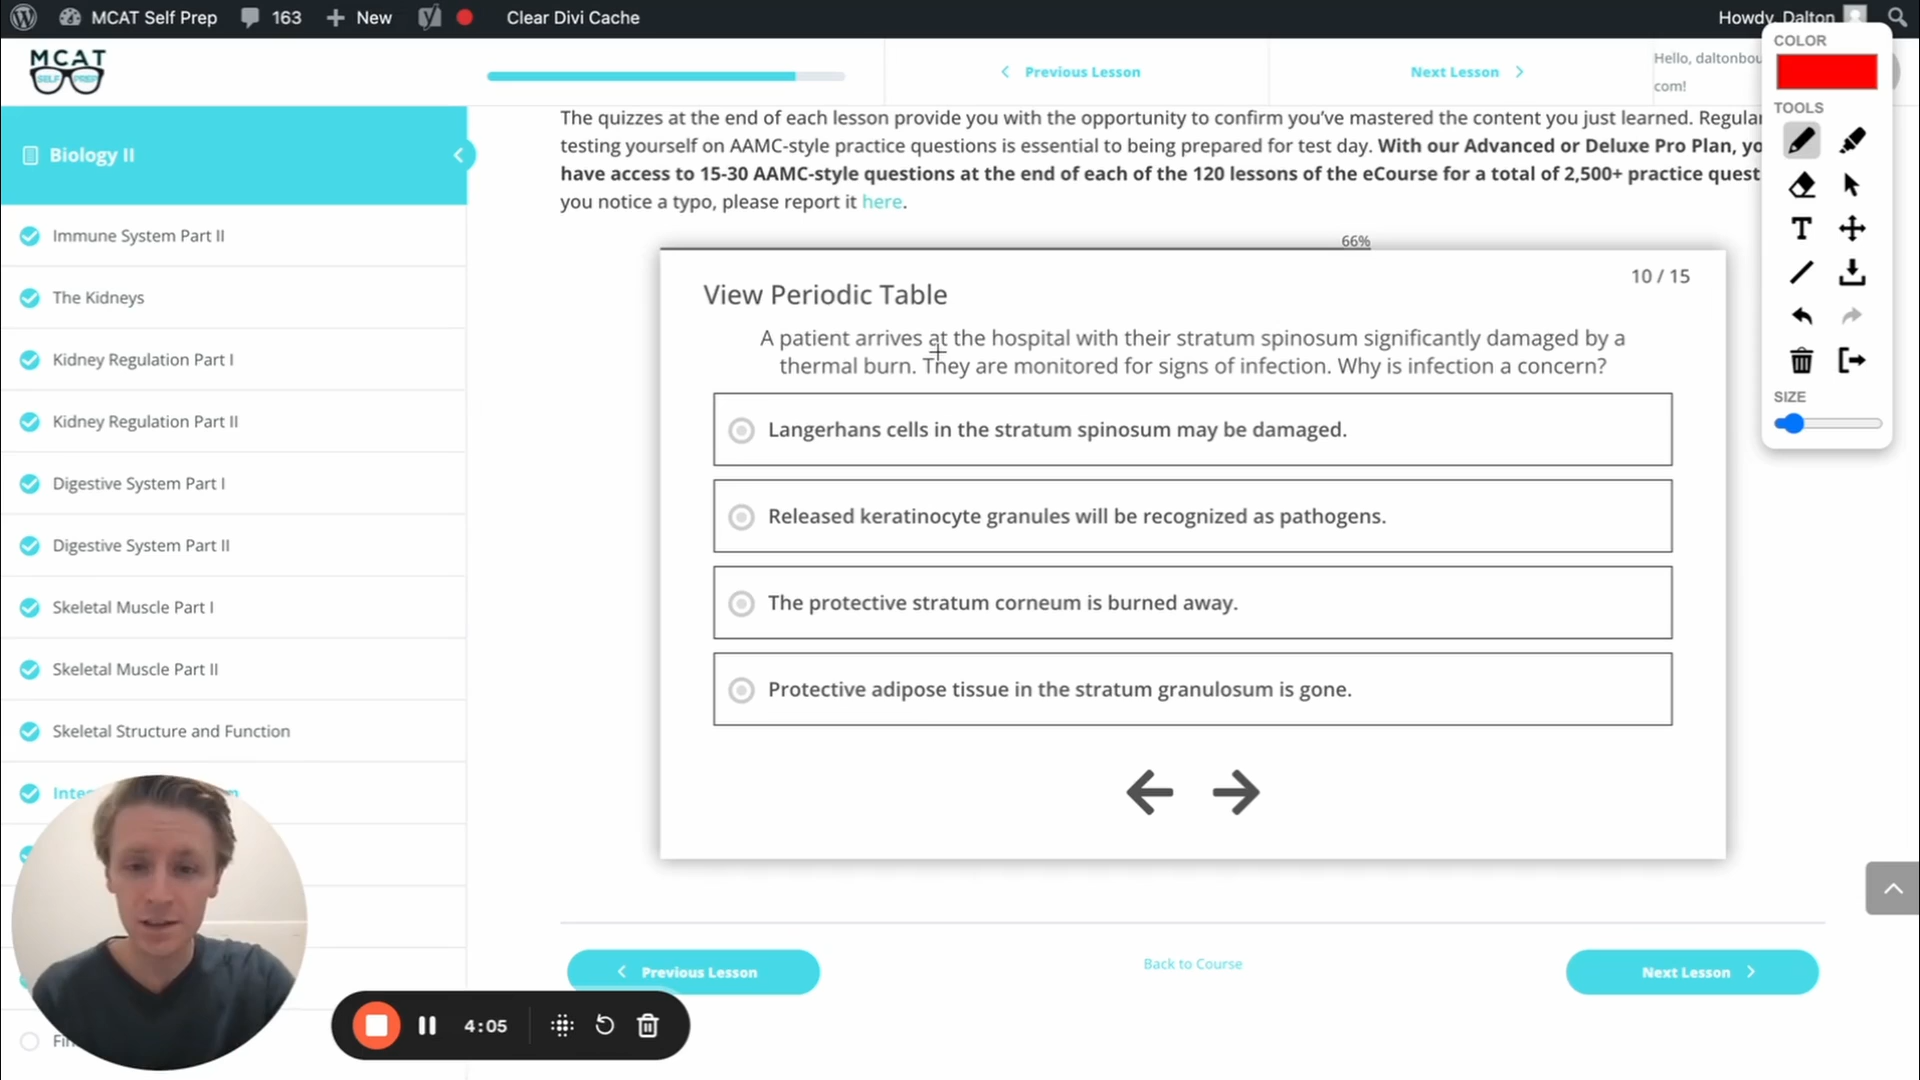 MCAT Self Prep 163 New Clear Divi Cache Howdy, Dalton
MCAT
SELF PREP
Previous Lesson
Next Lesson
Hello, daltonbou
com!
COLOR
TOOLS
SIZE
Biology II
Immune System Part II
The Kidneys
Kidney Regulation Part I
Kidney Regulation Part II
Digestive System Part I
Digestive System Part II
Skeletal Muscle Part I
Skeletal Muscle Part II
Skeletal Structure and Function
The quizzes at the end of each lesson provide you with the opportunity to confirm you've mastered the content you just learned. Regular
testing yourself on AAMC-style practice questions is essential to being prepared for test day. With our Advanced or Deluxe Pro Plan, yo
have access to 15-30 AAMC-style questions at the end of each of the 120 lessons of the eCourse for a total of 2,500+ practice quest
you notice a typo, please report it here.
66%
10 / 15
View Periodic Table
A patient arrives at the hospital with their stratum spinosum significantly damaged by a
thermal burn. They are monitored for signs of infection. Why is infection a concern?
Langerhans cells in the stratum spinosum may be damaged.
Released keratinocyte granules will be recognized as pathogens.
The protective stratum corneum is burned away.
Protective adipose tissue in the stratum granulosum is gone.
Previous Lesson
Back to Course
Next Lesson
4:05